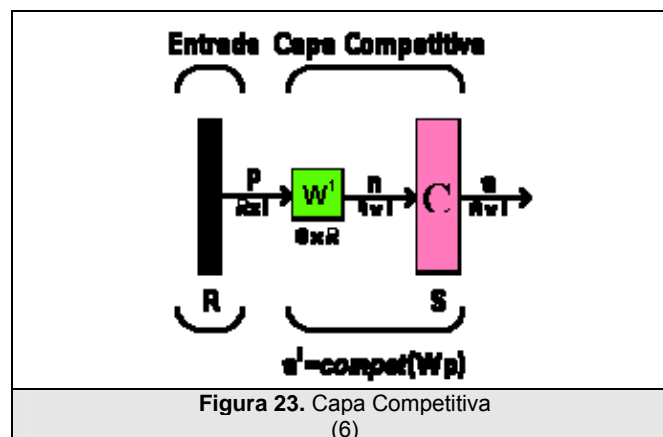 Entrada Capa Competitiva
P
Rx1
W¹
SxR
n
Sx1
C
a
Sx1
R
S
a¹=compet(Wp)
Figura 23. Capa Competitiva
(6)